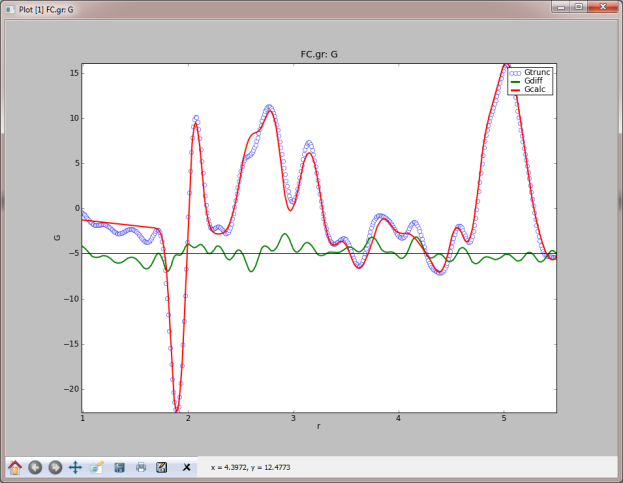 Plot [1] FC.gr: G
FC.gr: G
15
10
5
0
−5
−10
−15
−20
G
Gtrunc
Gdiff
Gcalc
1
2
3
4
5
r
x = 4.3972, y = 12.4773